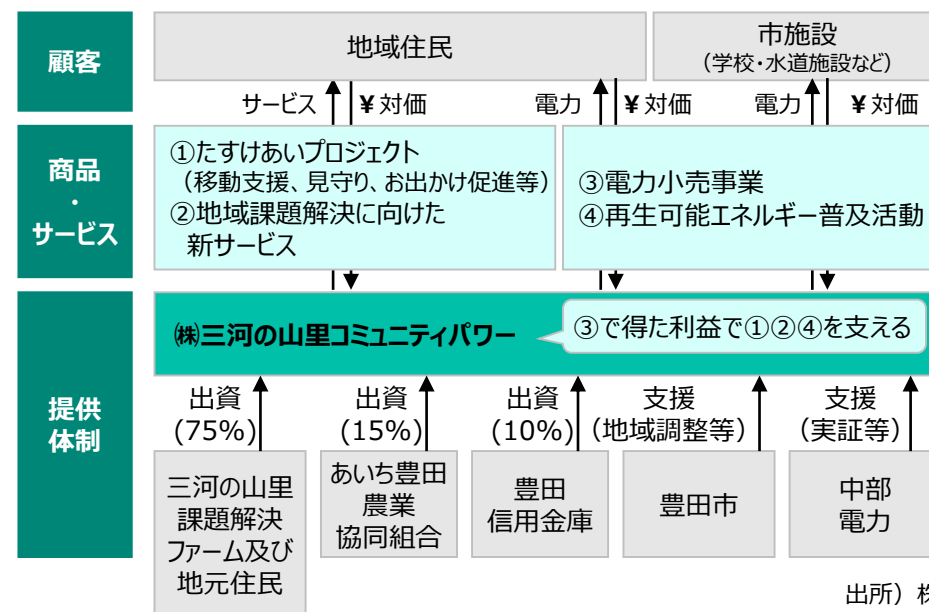 顧客
地域住民
市施設
(学校・水道施設など)
サービス
¥ 対価
電力
¥ 対価
電力
¥ 対価
商品
・
サービス
①たすけあいプロジェクト
(移動支援、見守り、お出かけ促進等)
②地域課題解決に向けた
新サービス
③電力小売事業
④再生可能エネルギー普及活動
提供
体制
㈱三河の山里コミュニティパワー
③で得た利益で①②④を支える
出資
(75%)
出資
(15%)
出資
(10%)
支援
(地域調整等)
支援
(実証等)
三河の山里
課題解決
ファーム及び
地元住民
あいち豊田
農業
協同組合
豊田
信用金庫
豊田市
中部
電力
出所）株